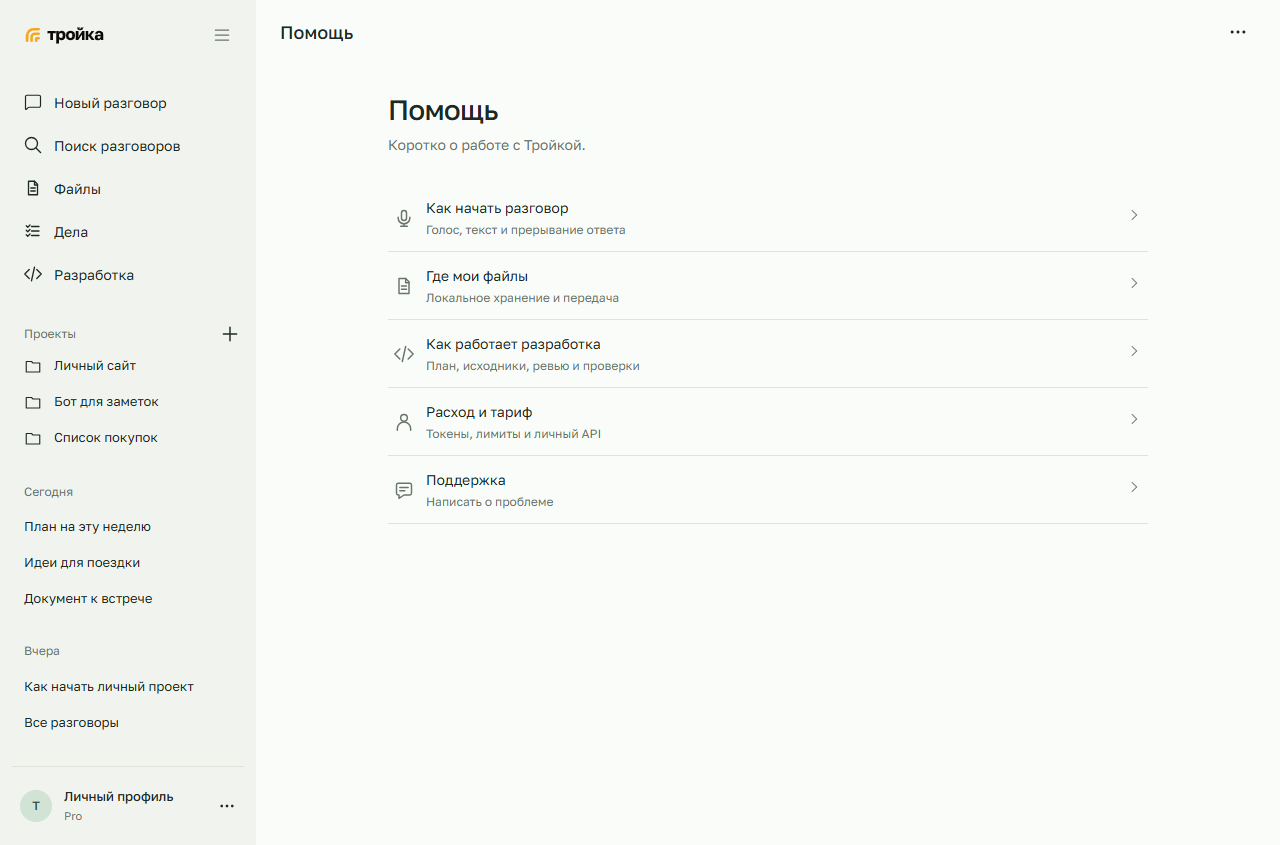 тройка
Новый разговор
Поиск разговоров
Файлы
Дела
Разработка
Проекты
Личный сайт
Бот для заметок
Список покупок
Сегодня
План на эту неделю
Идеи для поездки
Документ к встрече
Вчера
Как начать личный проект
Все разговоры
Т
Личный профиль
Pro
Помощь
Помощь
Коротко о работе с Тройкой.
Как начать разговор
Голос, текст и прерывание ответа
Где мои файлы
Локальное хранение и передача
Как работает разработка
План, исходники, ревью и проверки
Расход и тариф
Токены, лимиты и личный API
Поддержка
Написать о проблеме